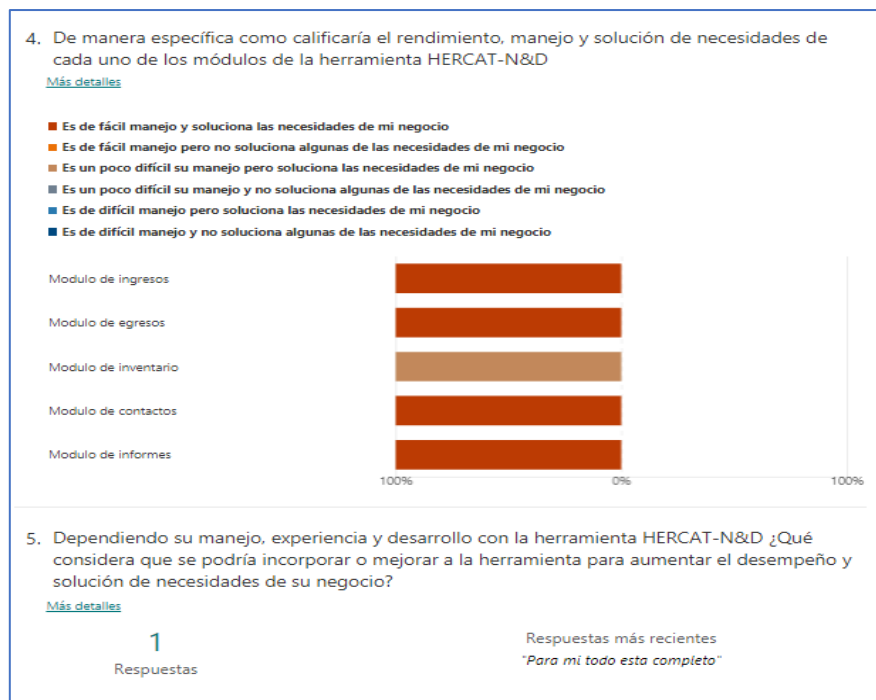 4. De manera específica como calificaría el rendimiento, manejo y solución de necesidades de
cada uno de los módulos de la herramienta HERCAT-N&D
Más detalles
Es de fácil manejo y soluciona las necesidades de mi negocio
Es de fácil manejo pero no soluciona algunas de las necesidades de mi negocio
Es un poco difícil su manejo pero soluciona las necesidades de mi negocio
Es un poco difícil su manejo y no soluciona algunas de las necesidades de mi negocio
Es de difícil manejo pero soluciona las necesidades de mi negocio
Es de difícil manejo y no soluciona algunas de las necesidades de mi negocio
Modulo de ingresos
Modulo de egresos
Modulo de inventario
Modulo de contactos
Modulo de informes
100% 0% 100%
5. Dependiendo su manejo, experiencia y desarrollo con la herramienta HERCAT-N&D ¿Qué
considera que se podría incorporar o mejorar a la herramienta para aumentar el desempeño y
solución de necesidades de su negocio?
Más detalles
1
Respuestas
Respuestas más recientes
"Para mi todo esta completo"